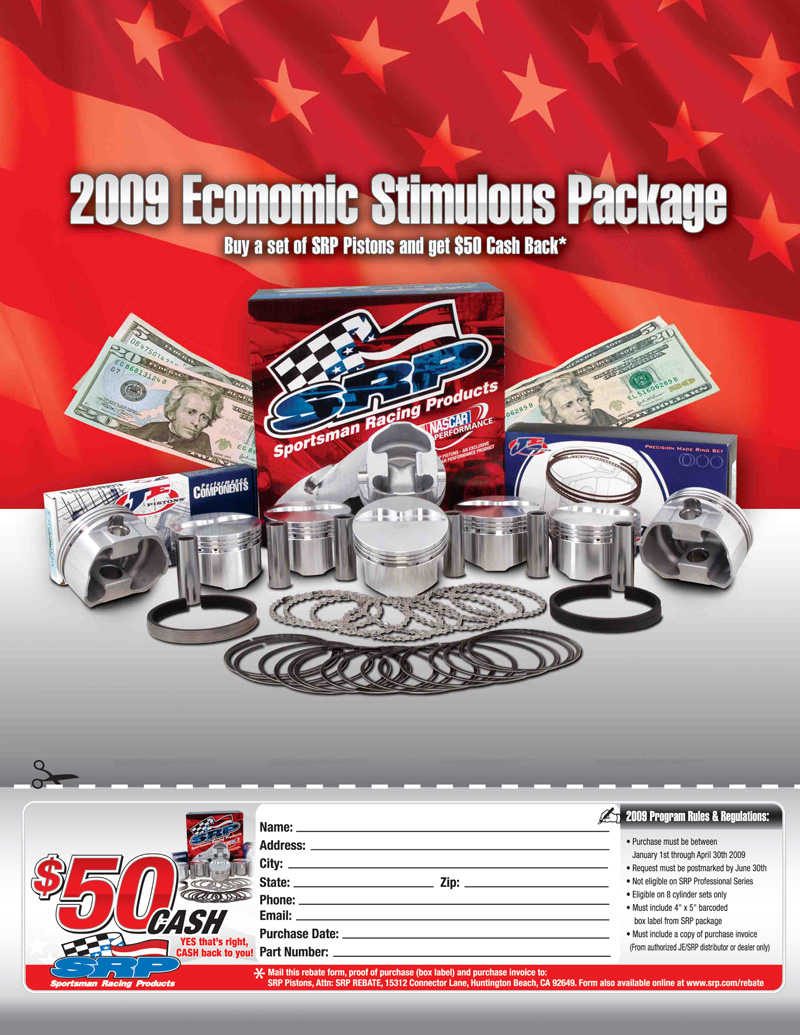 2009 Economic Stimulous Package
Buy a set of SRP Pistons and get $50 Cash Back*
SRP
Sportsman Racing Products
NASCAR
PERFORMANCE
JE
PISTONS
Performance
COMPONENTS
JE
PISTONS
PRECISION MADE RING SET
$50 CASH
YES that's right,
CASH back to you!
SRP
Sportsman Racing Products
Name:
Address:
City:
State: Zip:
Phone:
Email:
Purchase Date:
Part Number:
2009 Program Rules & Regulations:
• Purchase must be between
January 1st through April 30th 2009
• Request must be postmarked by June 30th
• Not eligible on SRP Professional Series
• Eligible on 8 cylinder sets only
• Must include 4" x 5" barcoded
box label from SRP package
• Must include a copy of purchase invoice
(From authorized JE/SRP distributor or dealer only)
* Mail this rebate form, proof of purchase (box label) and purchase invoice to:
SRP Pistons, Attn: SRP REBATE, 15312 Connector Lane, Huntington Beach, CA 92649. Form also available online at www.srp.com/rebate